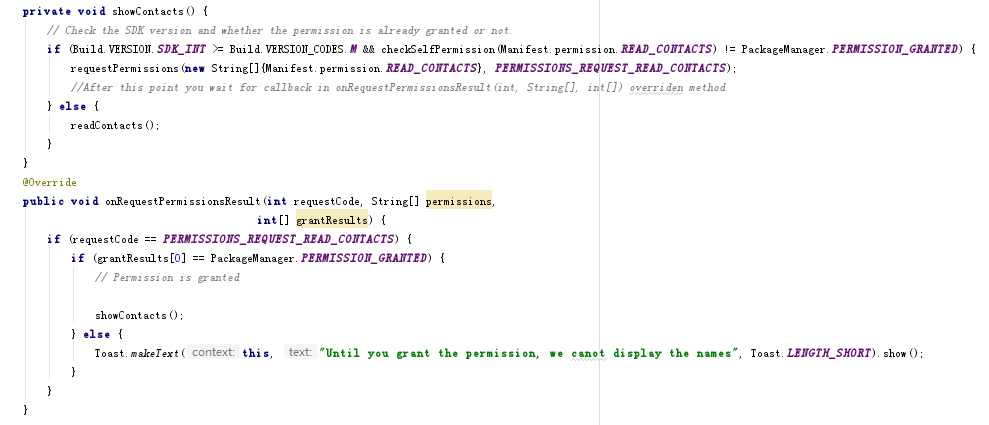 private void showContacts() {
// Check the SDK version and whether the permission is already granted or not.
if (Build.VERSION.SDK_INT >= Build.VERSION_CODES.M && checkSelfPermission(Manifest.permission.READ_CONTACTS) != PackageManager.PERMISSION_GRANTED) {
requestPermissions(new String[]{Manifest.permission.READ_CONTACTS}, PERMISSIONS_REQUEST_READ_CONTACTS);
//After this point you wait for callback in onRequestPermissionsResult(int, String[], int[]) overriden method
} else {
readContacts();
}
}
@Override
public void onRequestPermissionsResult(int requestCode, String[] permissions,
int[] grantResults) {
if (requestCode == PERMISSIONS_REQUEST_READ_CONTACTS) {
if (grantResults[0] == PackageManager.PERMISSION_GRANTED) {
// Permission is granted
showContacts();
} else {
Toast.makeText( context: this, text: "Until you grant the permission, we canot display the names", Toast.LENGTH_SHORT).show();
}
}
}